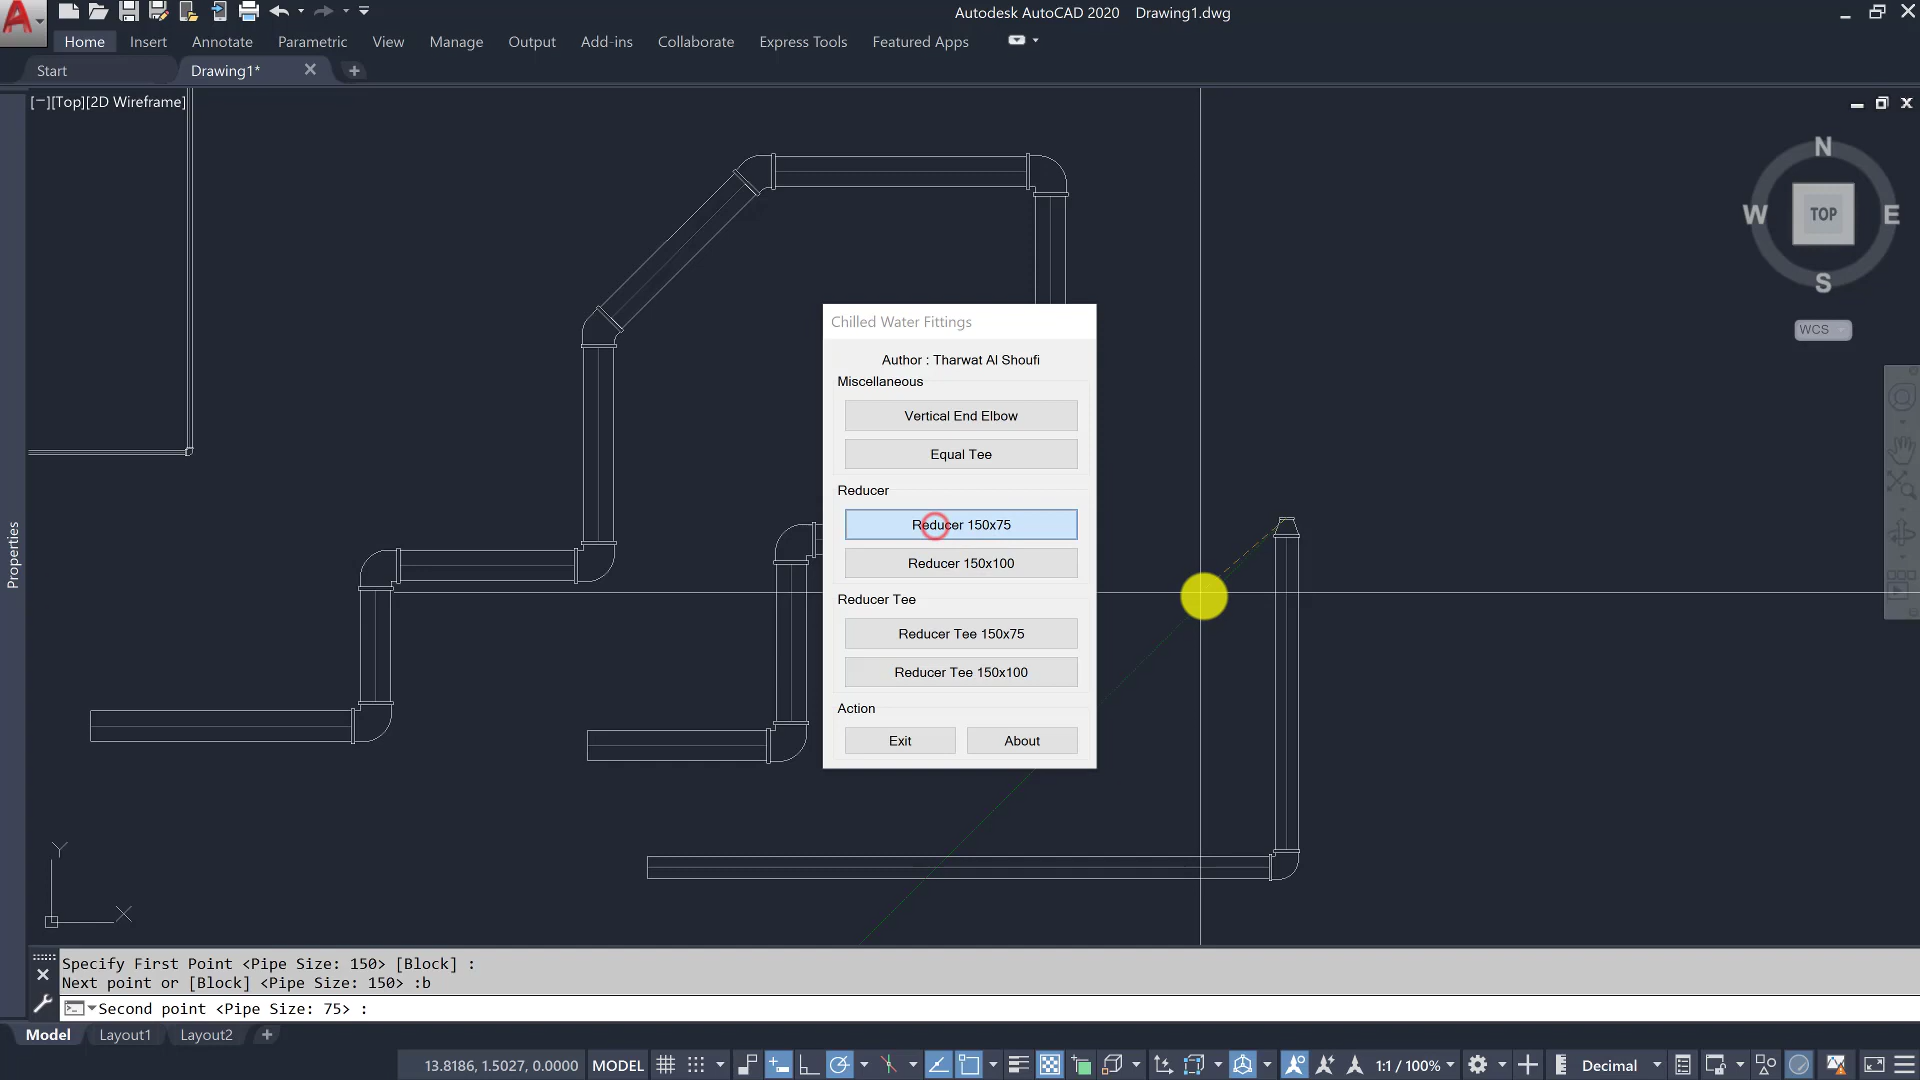 Autodesk AutoCAD 2020 Drawing1.dwg
Home Insert Annotate Parametric View Manage Output Add-ins Collaborate Express Tools Featured Apps
Start Drawing1*
[−][Top][2D Wireframe]
N
W TOP E
S
WCS
Properties
Chilled Water Fittings
Author : Tharwat Al Shoufi
Miscellaneous
Vertical End Elbow
Equal Tee
Reducer
Reducer 150x75
Reducer 150x100
Reducer Tee
Reducer Tee 150x75
Reducer Tee 150x100
Action
Exit About
Y
X
Specify First Point <Pipe Size: 150> [Block] :
Next point or [Block] <Pipe Size: 150> :b
Second point <Pipe Size: 75> :
Model Layout1 Layout2
13.8186, 1.5027, 0.0000 MODEL 1:1 / 100% Decimal